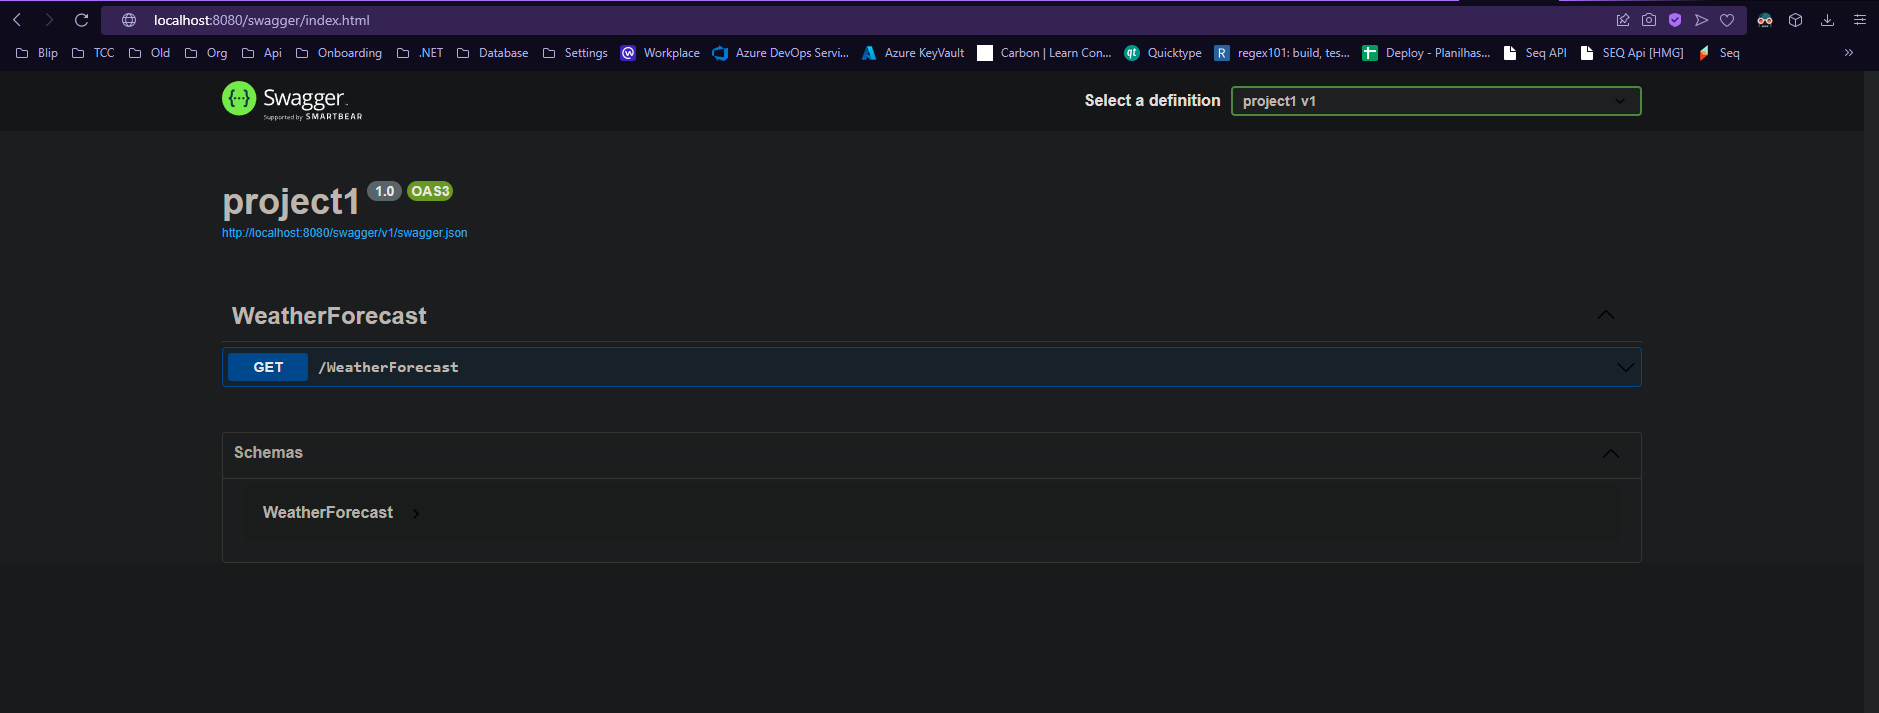 localhost:8080/swagger/index.html
Blip TCC Old Org Api Onboarding .NET Database Settings Workplace Azure DevOps Servi... Azure KeyVault Carbon | Learn Con... Quicktype regex101: build, tes... Deploy - Planilhas... Seq API SEQ Api [HMG] Seq
{··} Swagger. Select a definition project1 v1
Supported by SMARTBEAR
project1 1.0 OAS3
http://localhost:8080/swagger/v1/swagger.json
WeatherForecast
GET /WeatherForecast
Schemas
WeatherForecast